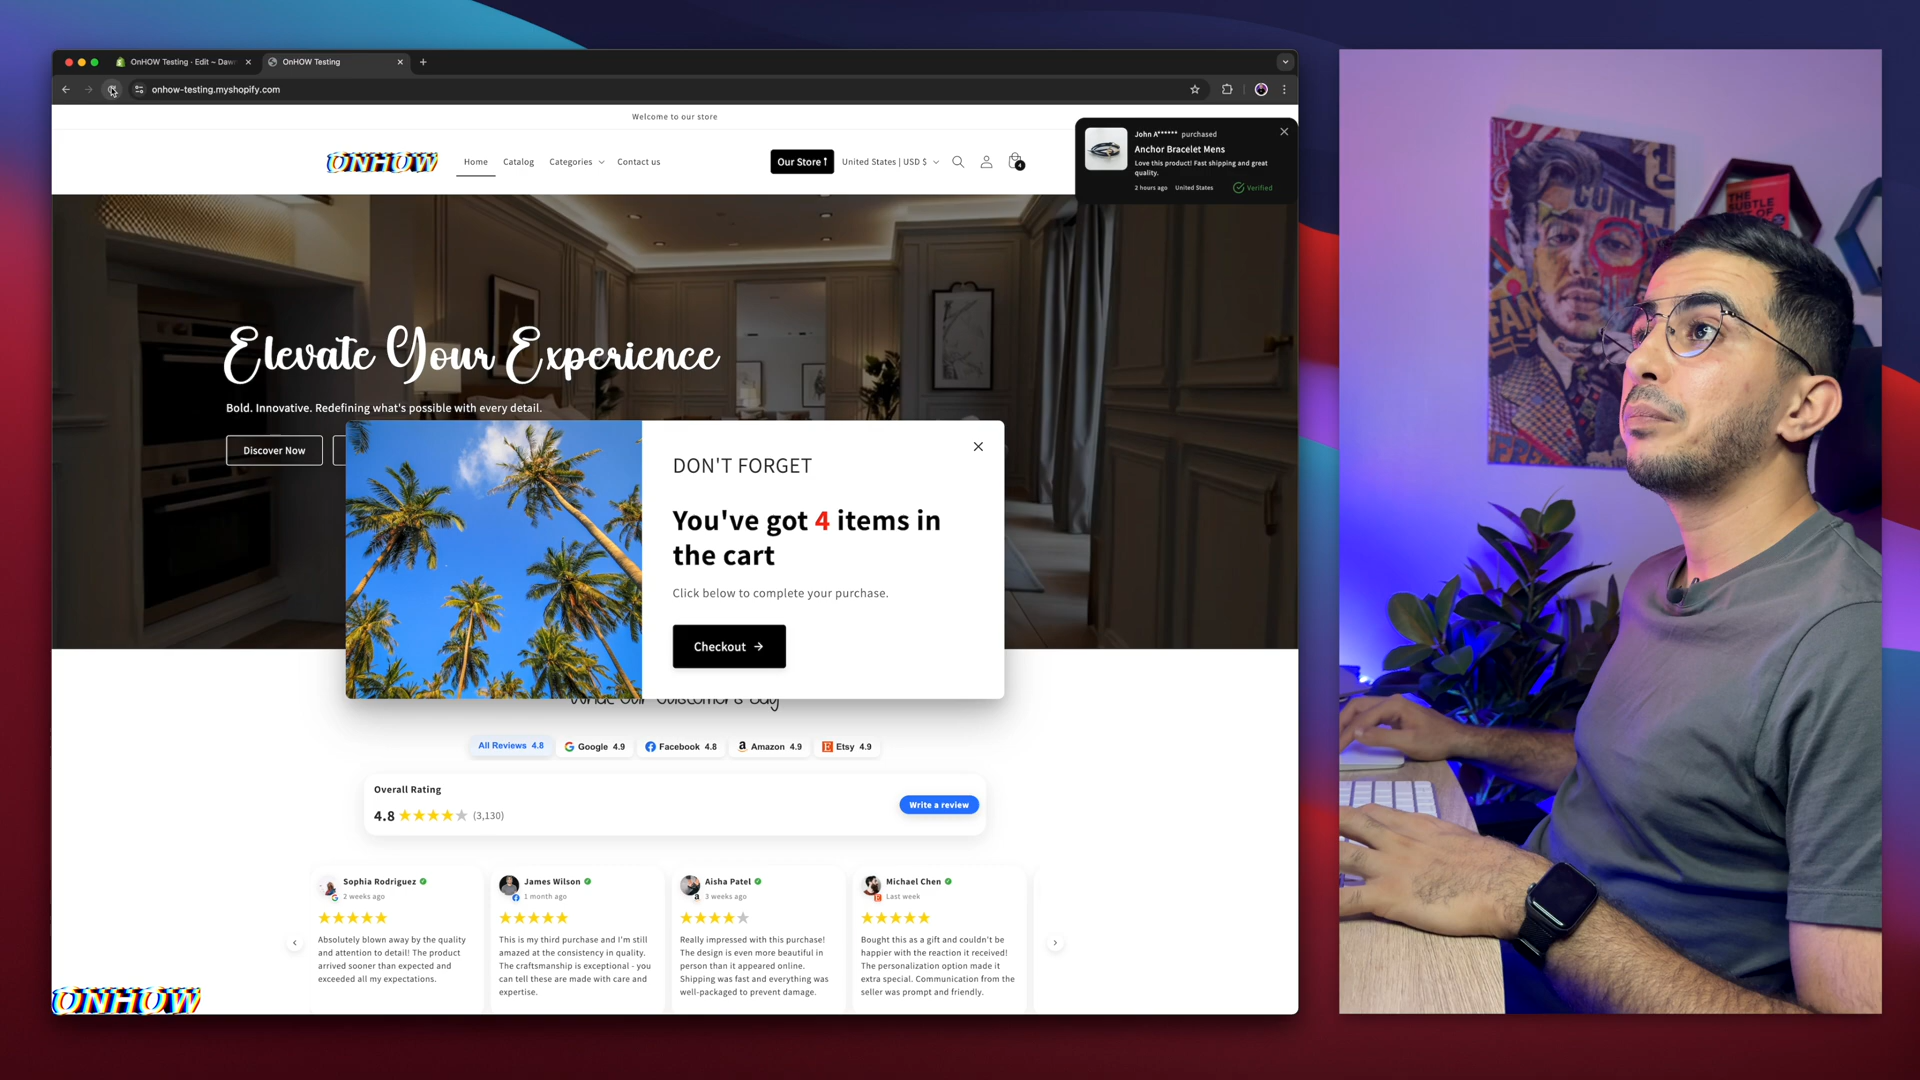 OnHOW Testing · Edit ~ Daw
OnHOW Testing
onhow-testing.myshopify.com
Welcome to our store
ONHOW
Home
Catalog
Categories
Contact us
Our Store
United States | USD $
4
John A****** purchased
Anchor Bracelet Mens
Love this product! Fast shipping and great
quality.
2 hours ago
United States
Verified
Elevate Your Experience
Bold. Innovative. Redefining what's possible with every detail.
Discover Now
DON'T FORGET
You've got 4 items in
the cart
Click below to complete your purchase.
Checkout →
What Our Customers Say
All Reviews 4.8
Google 4.9
Facebook 4.8
Amazon 4.9
Etsy 4.9
Overall Rating
4.8
(3,130)
Write a review
Sophia Rodriguez
2 weeks ago
Absolutely blown away by the quality
and attention to detail! The product
arrived sooner than expected and
exceeded all my expectations.
James Wilson
1 month ago
This is my third purchase and I'm still
amazed at the consistency in quality.
The craftsmanship is exceptional - you
can tell these are made with care and
expertise.
Aisha Patel
3 weeks ago
Really impressed with this purchase!
The design is even more beautiful in
person than it appeared online.
Shipping was fast and everything was
well-packaged to prevent damage.
Michael Chen
Last week
Bought this as a gift and couldn't be
happier with the reaction it received!
The personalization option made it
extra special. Communication from the
seller was prompt and friendly.
ONHOW
THE
SUBTLE